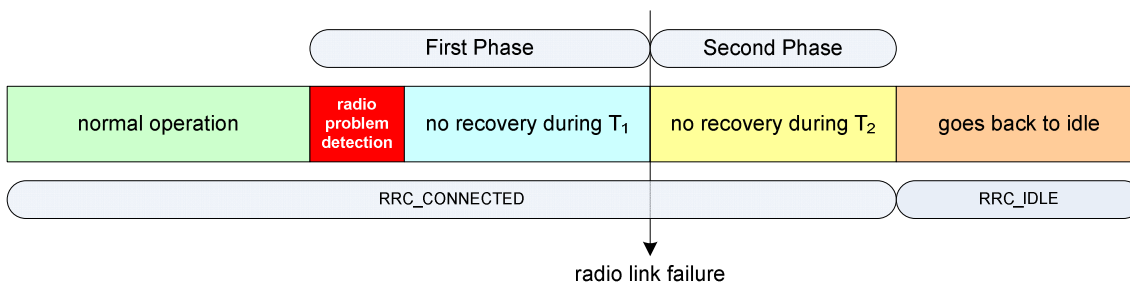 First Phase
Second Phase
normal operation
radio
problem
detection
no recovery during T₁
no recovery during T₂
goes back to idle
RRC_CONNECTED
RRC_IDLE
radio link failure